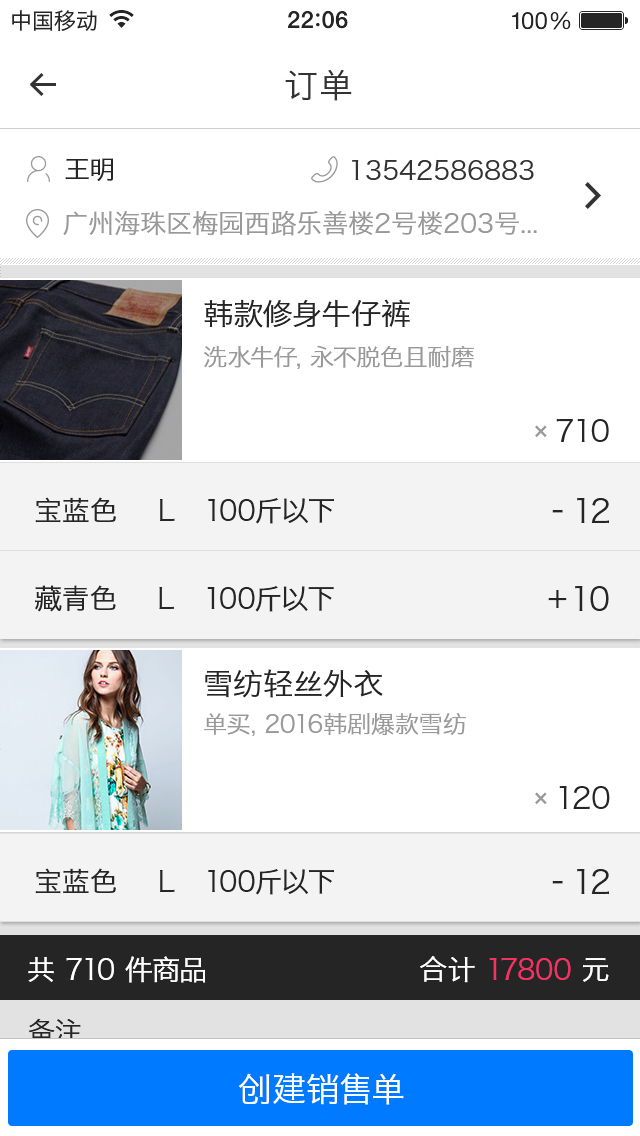 中国移动 22:06 100%
订单
王明 13542586883
广州海珠区梅园西路乐善楼2号楼203号...
韩款修身牛仔裤
洗水牛仔, 永不脱色且耐磨
× 710
宝蓝色 L 100斤以下 - 12
藏青色 L 100斤以下 +10
雪纺轻丝外衣
单买, 2016韩剧爆款雪纺
× 120
宝蓝色 L 100斤以下 - 12
共 710 件商品 合计 17800 元
备注
创建销售单